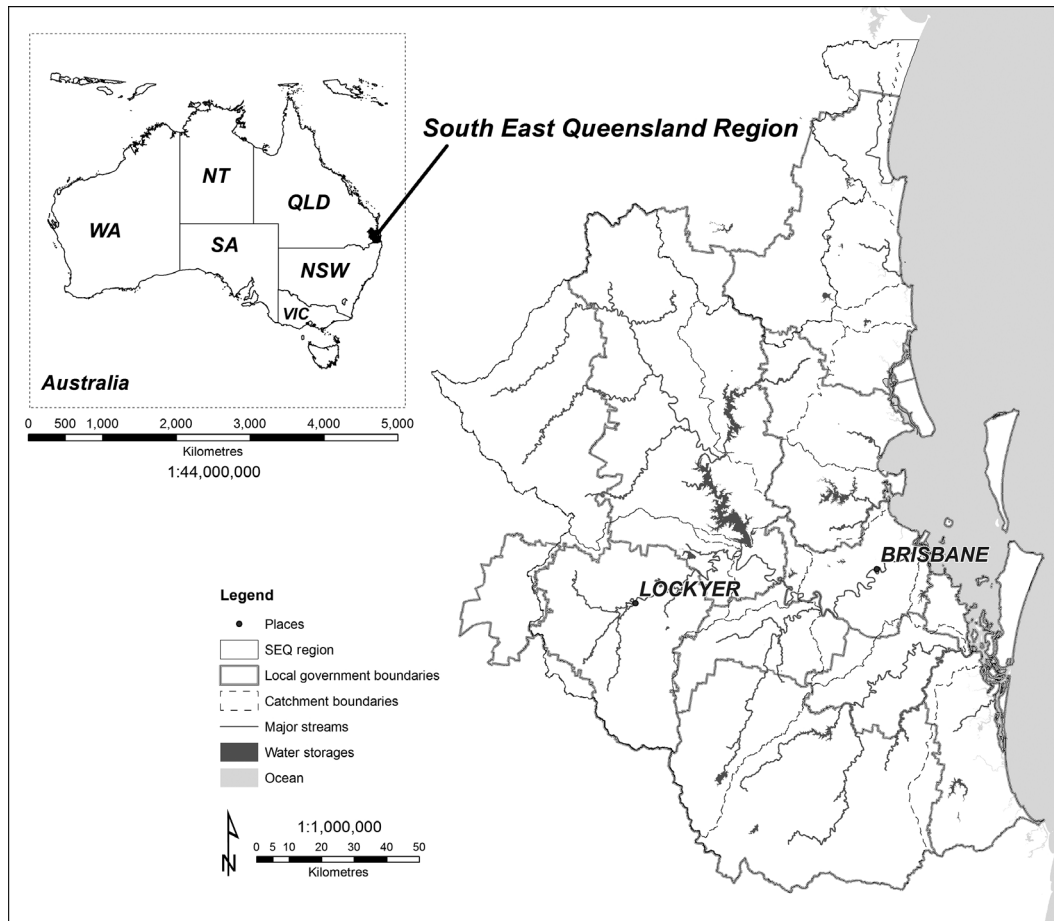 South East Queensland Region
NT
QLD
WA
SA
NSW
VIC
Australia
0 500 1,000 2,000 3,000 4,000 5,000
Kilometres
1:44,000,000
BRISBANE
LOCKYER
Legend
Places
SEQ region
Local government boundaries
Catchment boundaries
Major streams
Water storages
Ocean
1:1,000,000
N
0 5 10 20 30 40 50
Kilometres